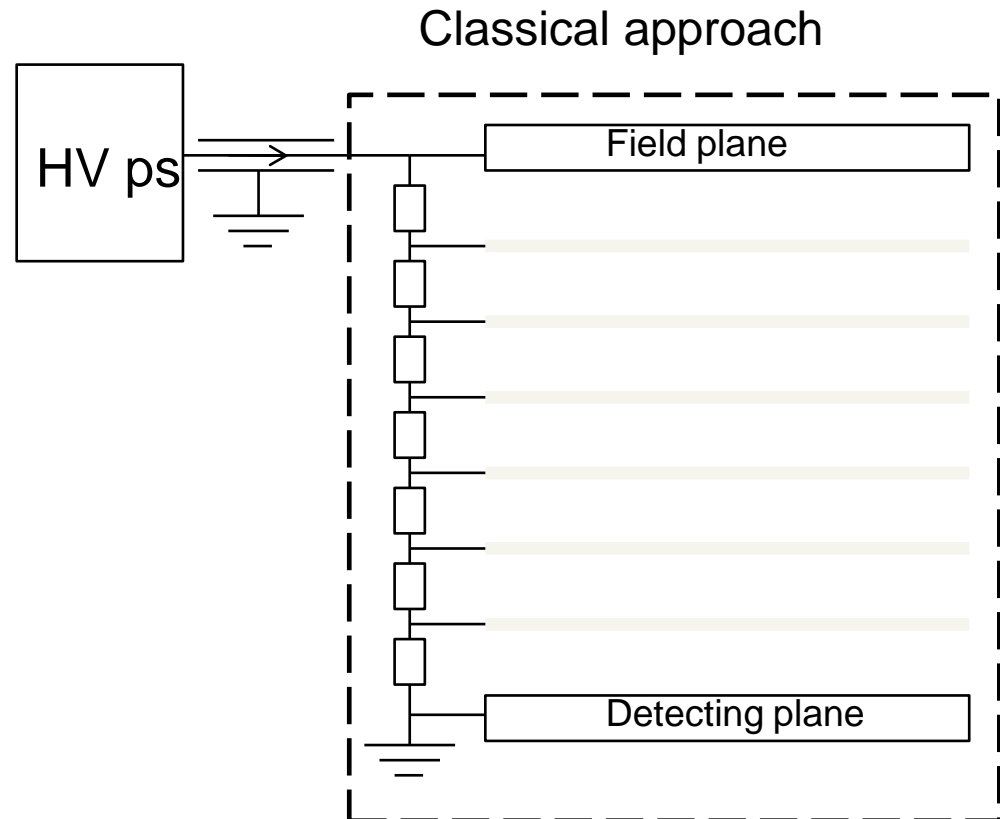 Classical approach
HV ps
Field plane
Detecting plane